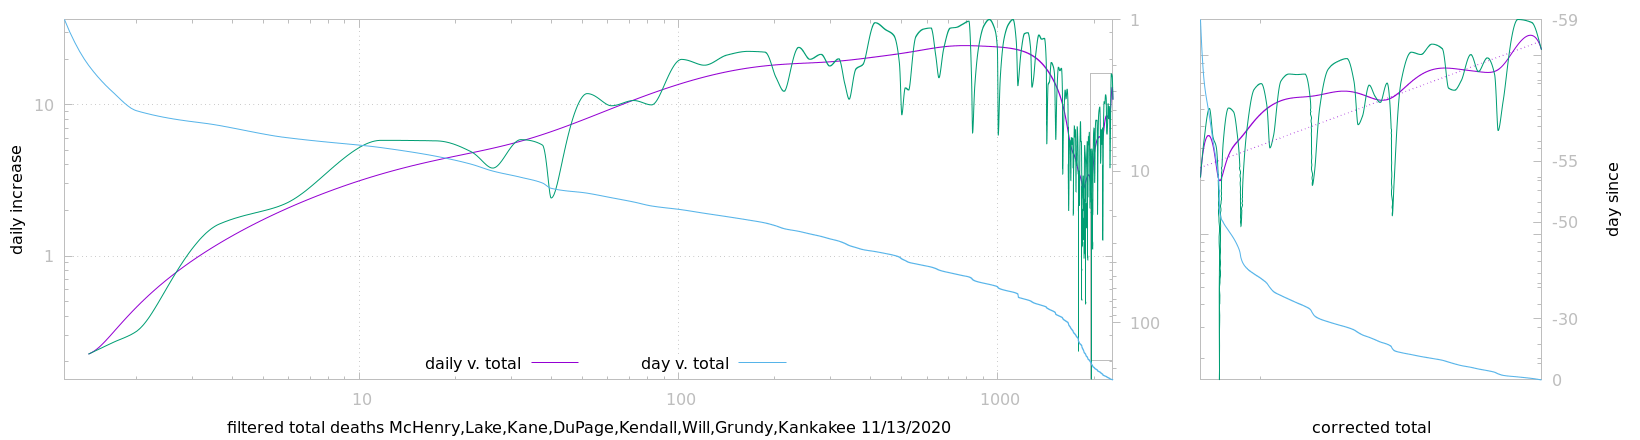 1
-59
10
daily increase
1
10
100
-55
-50
-30
0
day since
daily v. total
day v. total
10
100
1000
filtered total deaths McHenry,Lake,Kane,DuPage,Kendall,Will,Grundy,Kankakee 11/13/2020
corrected total